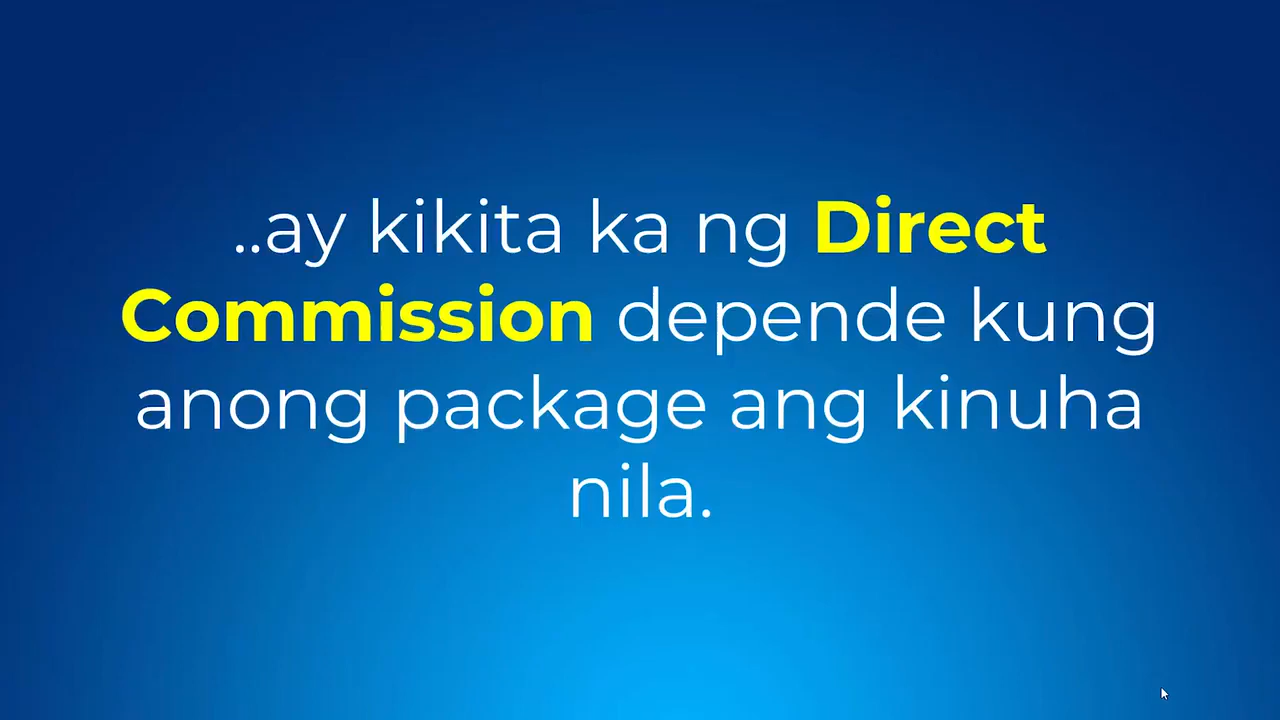 ..ay kikita ka ng Direct
Commission depende kung
anong package ang kinuha
nila.